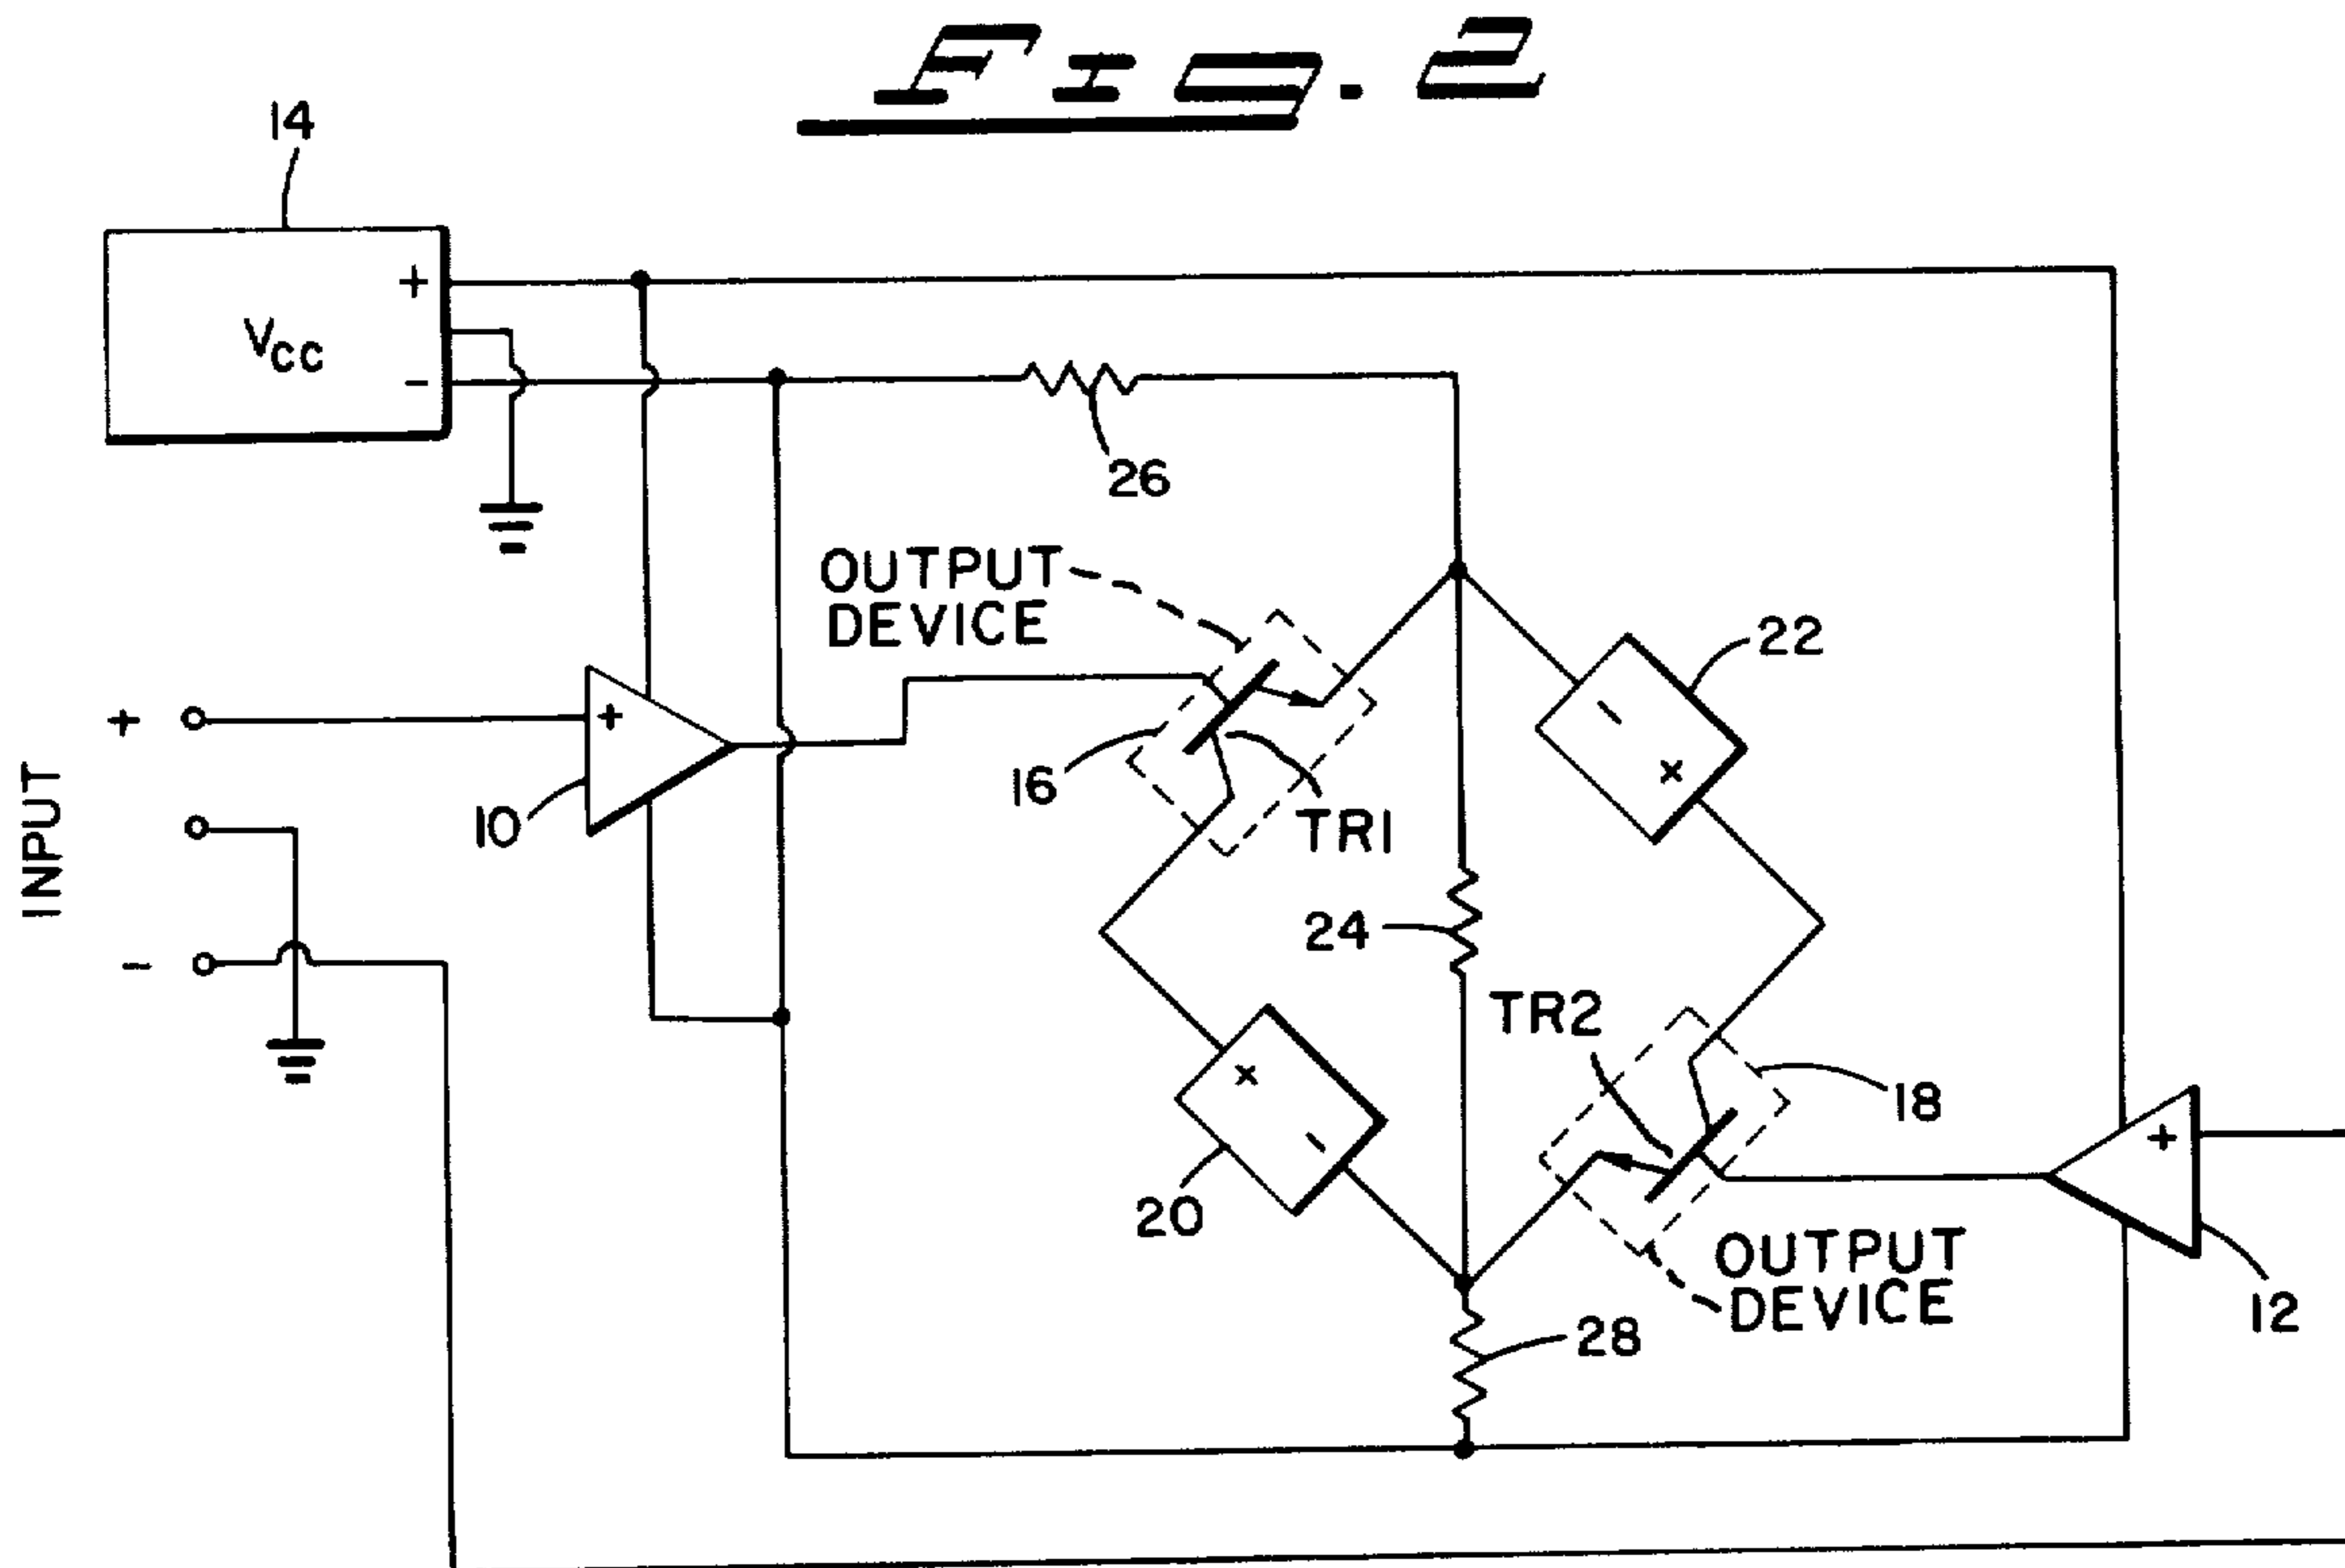 FIG. 2
14
+
VCC
-
26
OUTPUT
DEVICE
22
+
+
-
x
16
10
TR1
INPUT
24
-
TR2
x
18
+
-
20
OUTPUT
DEVICE
12
28